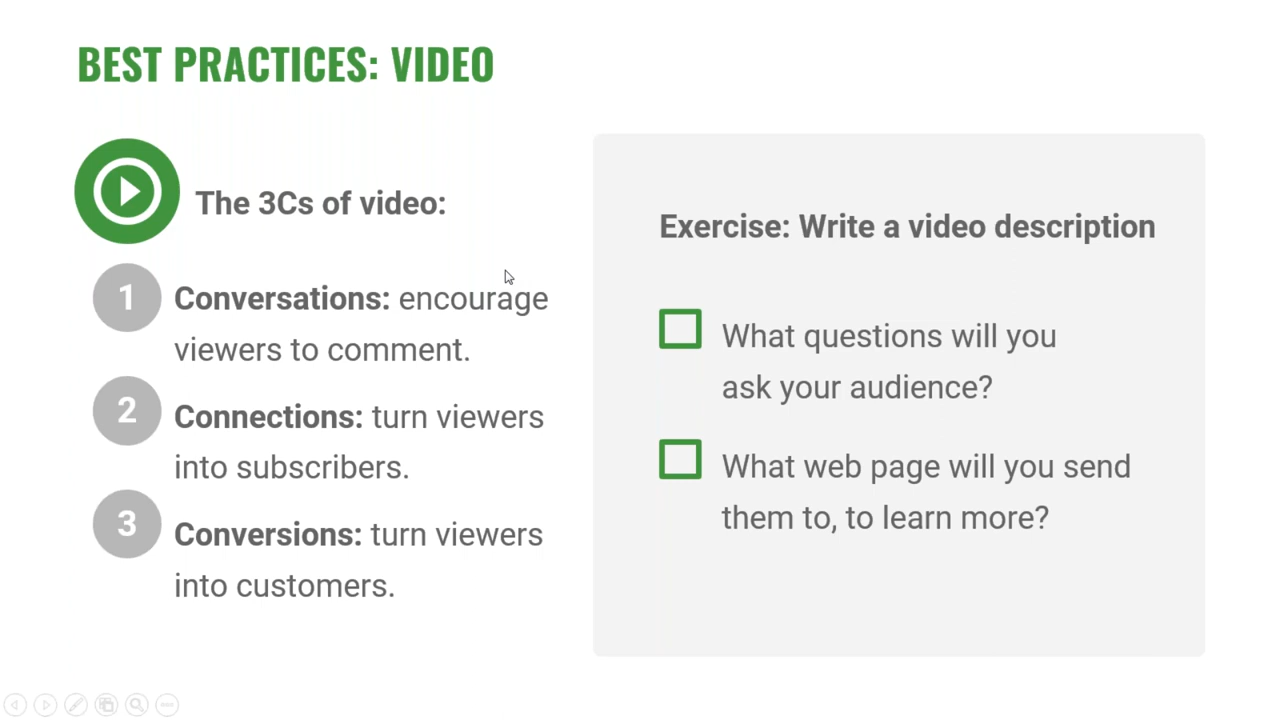 BEST PRACTICES: VIDEO
The 3Cs of video:
1
Conversations: encourage
viewers to comment.
2
Connections: turn viewers
into subscribers.
3
Conversions: turn viewers
into customers.
Exercise: Write a video description
What questions will you
ask your audience?
What web page will you send
them to, to learn more?